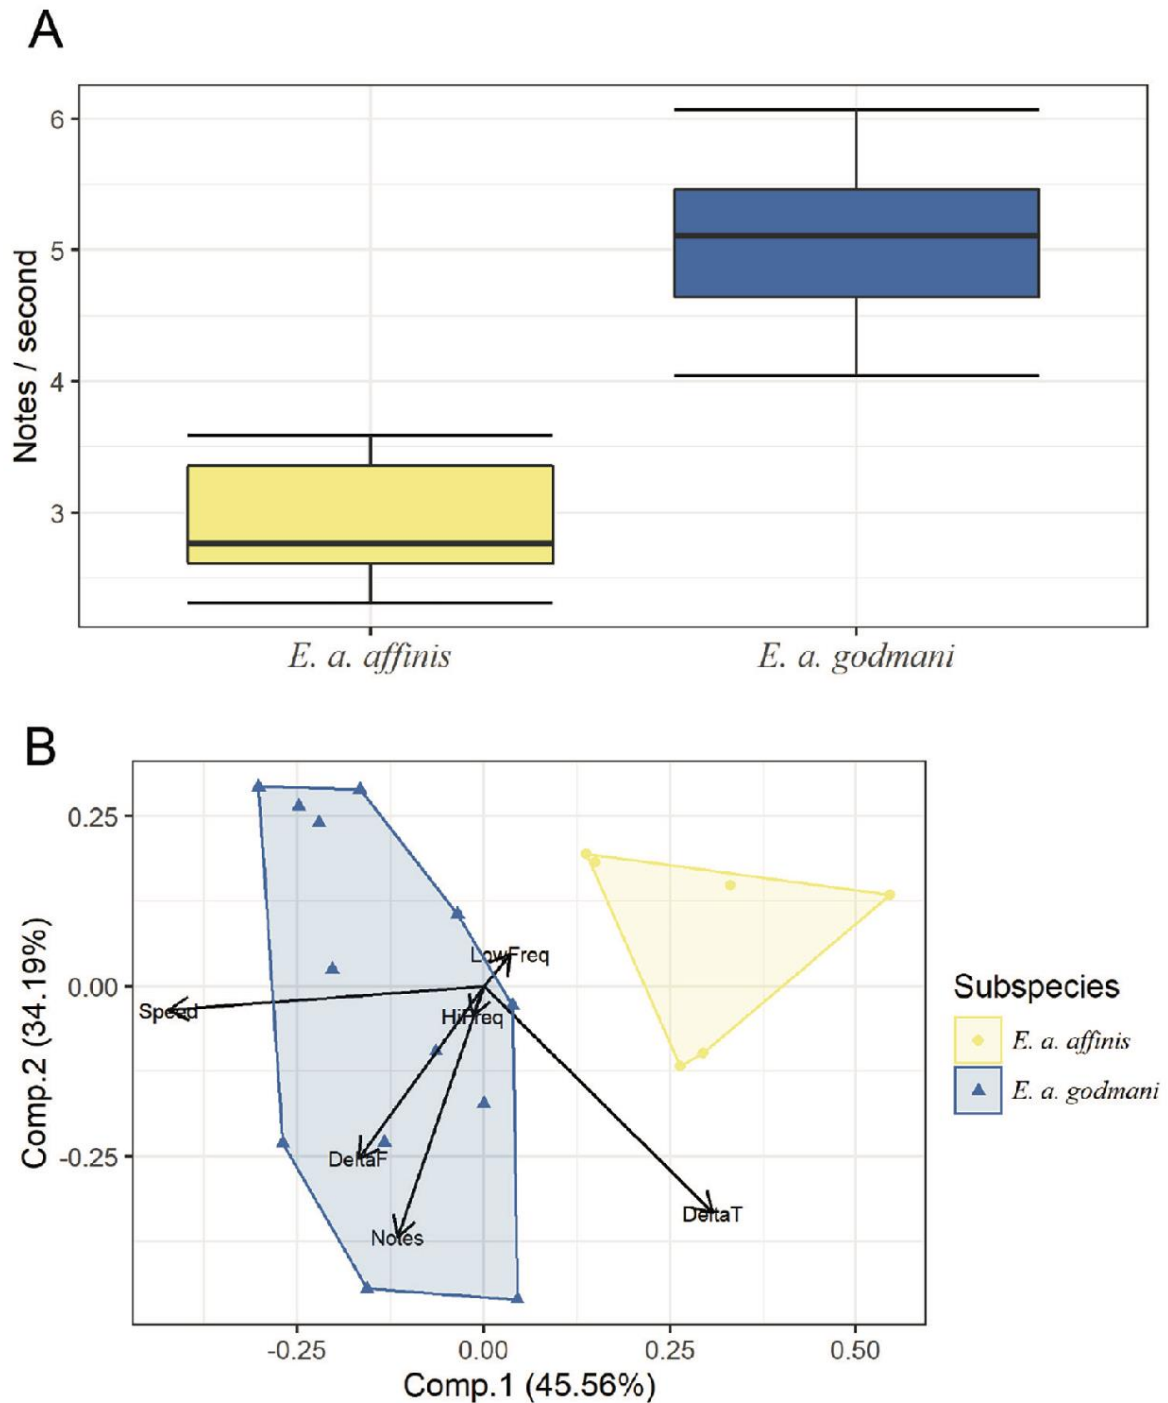 A
6
5
4
3
Notes / second
E. a. affinis E. a. godmani
B
0.25
0.00
-0.25
Comp.2 (34.19%)
LowFreq
Speed
HiFreq
DeltaF
DeltaT
Notes
-0.25 0.00 0.25 0.50
Comp.1 (45.56%)
Subspecies
E. a. affinis
E. a. godmani